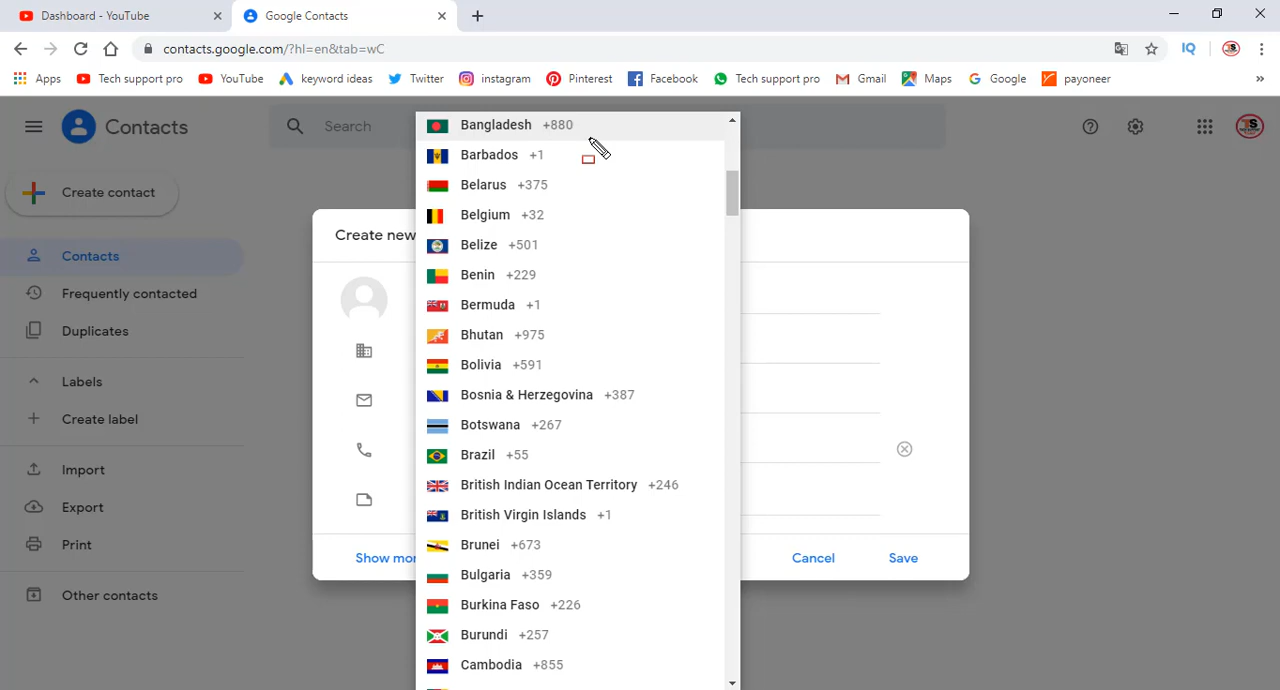 Dashboard - YouTube
Google Contacts
contacts.google.com/?hl=en&tab=wC
IQ
Apps
Tech support pro
YouTube
keyword ideas
Twitter
instagram
Pinterest
Facebook
Tech support pro
Gmail
Maps
Google
payoneer
Contacts
Search
Create contact
Contacts
Frequently contacted
Duplicates
Labels
Create label
Import
Export
Print
Other contacts
Create new
Bangladesh +880
Barbados +1
Belarus +375
Belgium +32
Belize +501
Benin +229
Bermuda +1
Bhutan +975
Bolivia +591
Bosnia & Herzegovina +387
Botswana +267
Brazil +55
British Indian Ocean Territory +246
British Virgin Islands +1
Brunei +673
Bulgaria +359
Burkina Faso +226
Burundi +257
Cambodia +855
Show mor
Cancel
Save